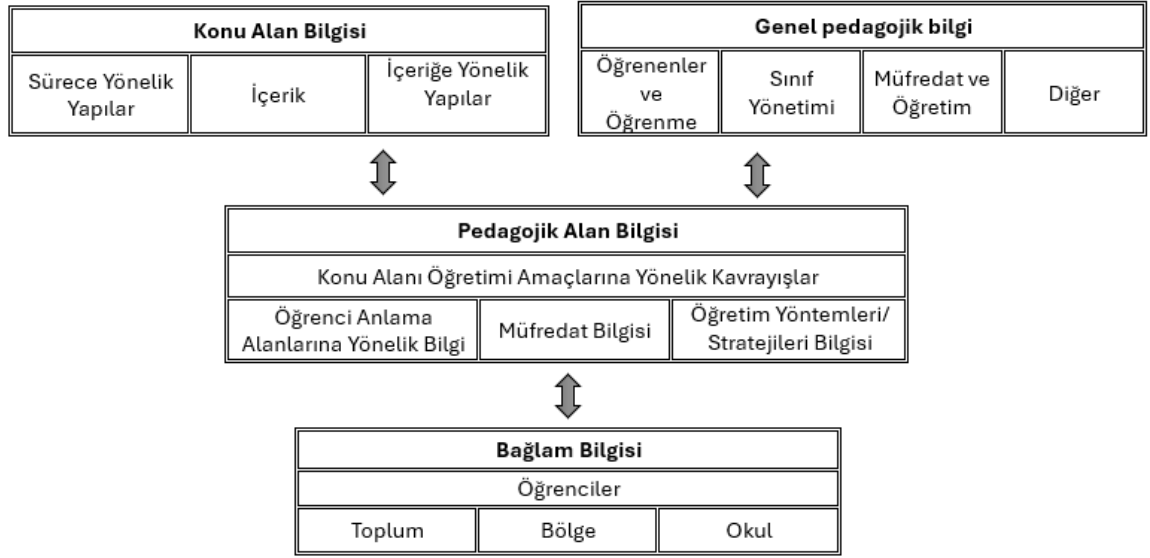 Konu Alan Bilgisi
Sürece Yönelik
Yapılar
İçerik
İçeriğe Yönelik
Yapılar
Genel pedagojik bilgi
Öğrenenler
ve
Öğrenme
Sınıf
Yönetimi
Müfredat ve
Öğretim
Diğer
Pedagojik Alan Bilgisi
Konu Alanı Öğretimi Amaçlarına Yönelik Kavrayışlar
Öğrenci Anlama
Alanlarına Yönelik Bilgi
Müfredat Bilgisi
Öğretim Yöntemleri/
Stratejileri Bilgisi
Bağlam Bilgisi
Öğrenciler
Toplum
Bölge
Okul